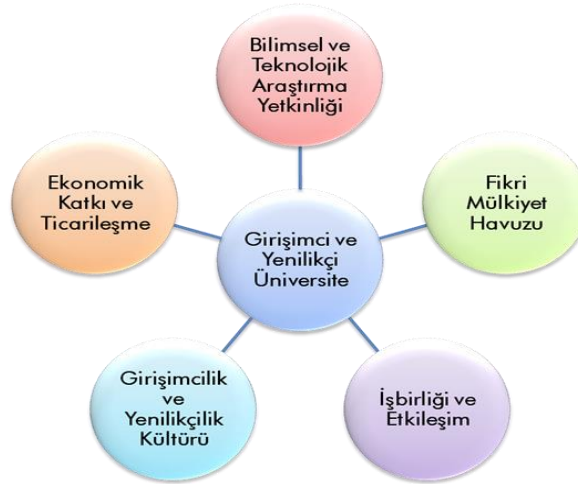 Bilimsel ve
Teknolojik
Araştırma
Yetkinliği
Ekonomik
Katkı ve
Ticarileşme
Fikri
Mülkiyet
Havuzu
Girişimci ve
Yenilikçi
Üniversite
Girişimcilik
ve
Yenilikçilik
Kültürü
İşbirliği ve
Etkileşim